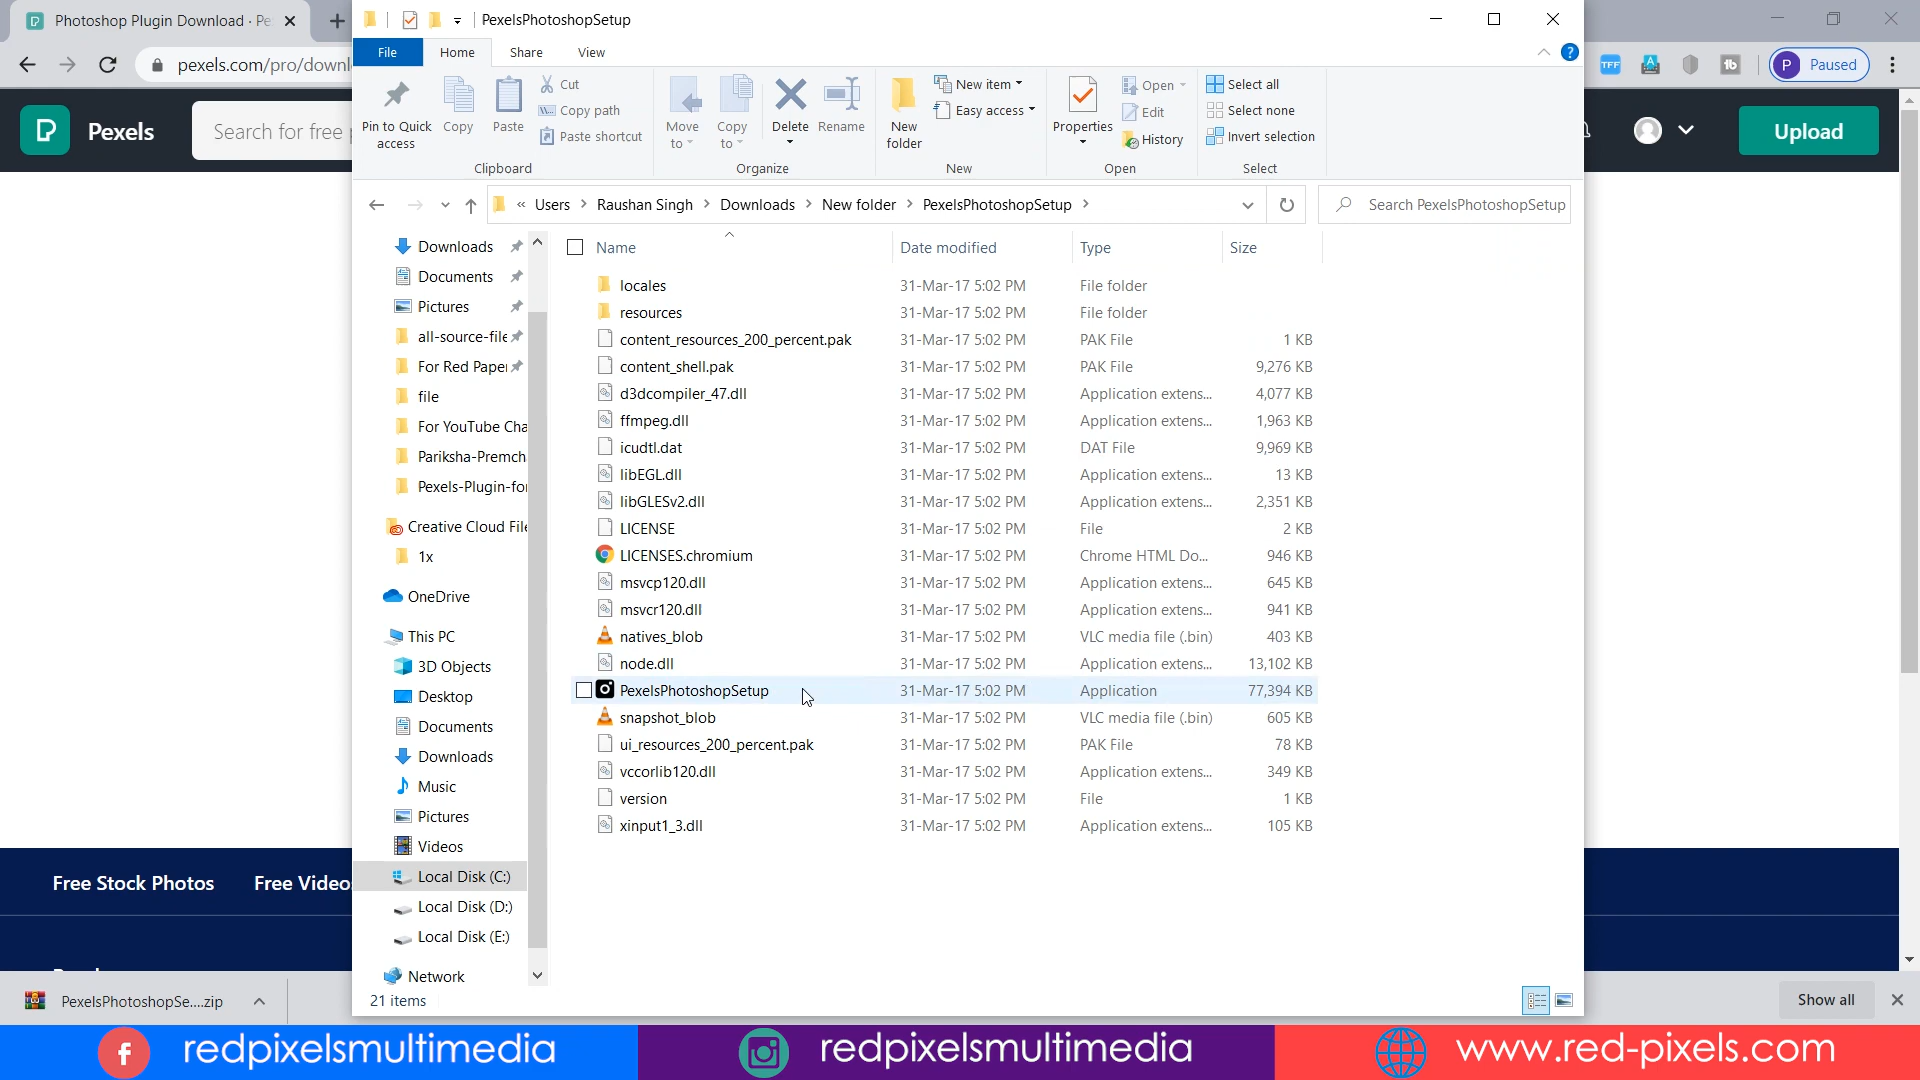 Photoshop Plugin Download · Pe
PexelsPhotoshopSetup
File
Home
Share
View
pexels.com/pro/downl
TFF
A
tb
P
Paused
Pin to Quick
access
Copy
Paste
Cut
Copy path
Paste shortcut
Clipboard
Move
to
Copy
to
Delete
Rename
Organize
New
folder
New item
Easy access
New
Properties
Open
Edit
History
Open
Select all
Select none
Invert selection
Select
Pexels
Search for free
Upload
« Users > Raushan Singh > Downloads > New folder > PexelsPhotoshopSetup >
Search PexelsPhotoshopSetup
Downloads
Documents
Pictures
all-source-file
For Red Paper
file
For YouTube Cha
Pariksha-Premch
Pexels-Plugin-for
Creative Cloud File
1x
OneDrive
This PC
3D Objects
Desktop
Documents
Downloads
Music
Pictures
Videos
Local Disk (C:)
Local Disk (D:)
Local Disk (E:)
Network
Name Date modified Type Size
locales 31-Mar-17 5:02 PM File folder
resources 31-Mar-17 5:02 PM File folder
content_resources_200_percent.pak 31-Mar-17 5:02 PM PAK File 1 KB
content_shell.pak 31-Mar-17 5:02 PM PAK File 9,276 KB
d3dcompiler_47.dll 31-Mar-17 5:02 PM Application extens... 4,077 KB
ffmpeg.dll 31-Mar-17 5:02 PM Application extens... 1,963 KB
icudtl.dat 31-Mar-17 5:02 PM DAT File 9,969 KB
libEGL.dll 31-Mar-17 5:02 PM Application extens... 13 KB
libGLESv2.dll 31-Mar-17 5:02 PM Application extens... 2,351 KB
LICENSE 31-Mar-17 5:02 PM File 2 KB
LICENSES.chromium 31-Mar-17 5:02 PM Chrome HTML Do... 946 KB
msvcp120.dll 31-Mar-17 5:02 PM Application extens... 645 KB
msvcr120.dll 31-Mar-17 5:02 PM Application extens... 941 KB
natives_blob 31-Mar-17 5:02 PM VLC media file (.bin) 403 KB
node.dll 31-Mar-17 5:02 PM Application extens... 13,102 KB
PexelsPhotoshopSetup 31-Mar-17 5:02 PM Application 77,394 KB
snapshot_blob 31-Mar-17 5:02 PM VLC media file (.bin) 605 KB
ui_resources_200_percent.pak 31-Mar-17 5:02 PM PAK File 78 KB
vccorlib120.dll 31-Mar-17 5:02 PM Application extens... 349 KB
version 31-Mar-17 5:02 PM File 1 KB
xinput1_3.dll 31-Mar-17 5:02 PM Application extens... 105 KB
21 items
Free Stock Photos
Free Video
PexelsPhotoshopSe....zip
Show all
redpixelsmultimedia
redpixelsmultimedia
www.red-pixels.com